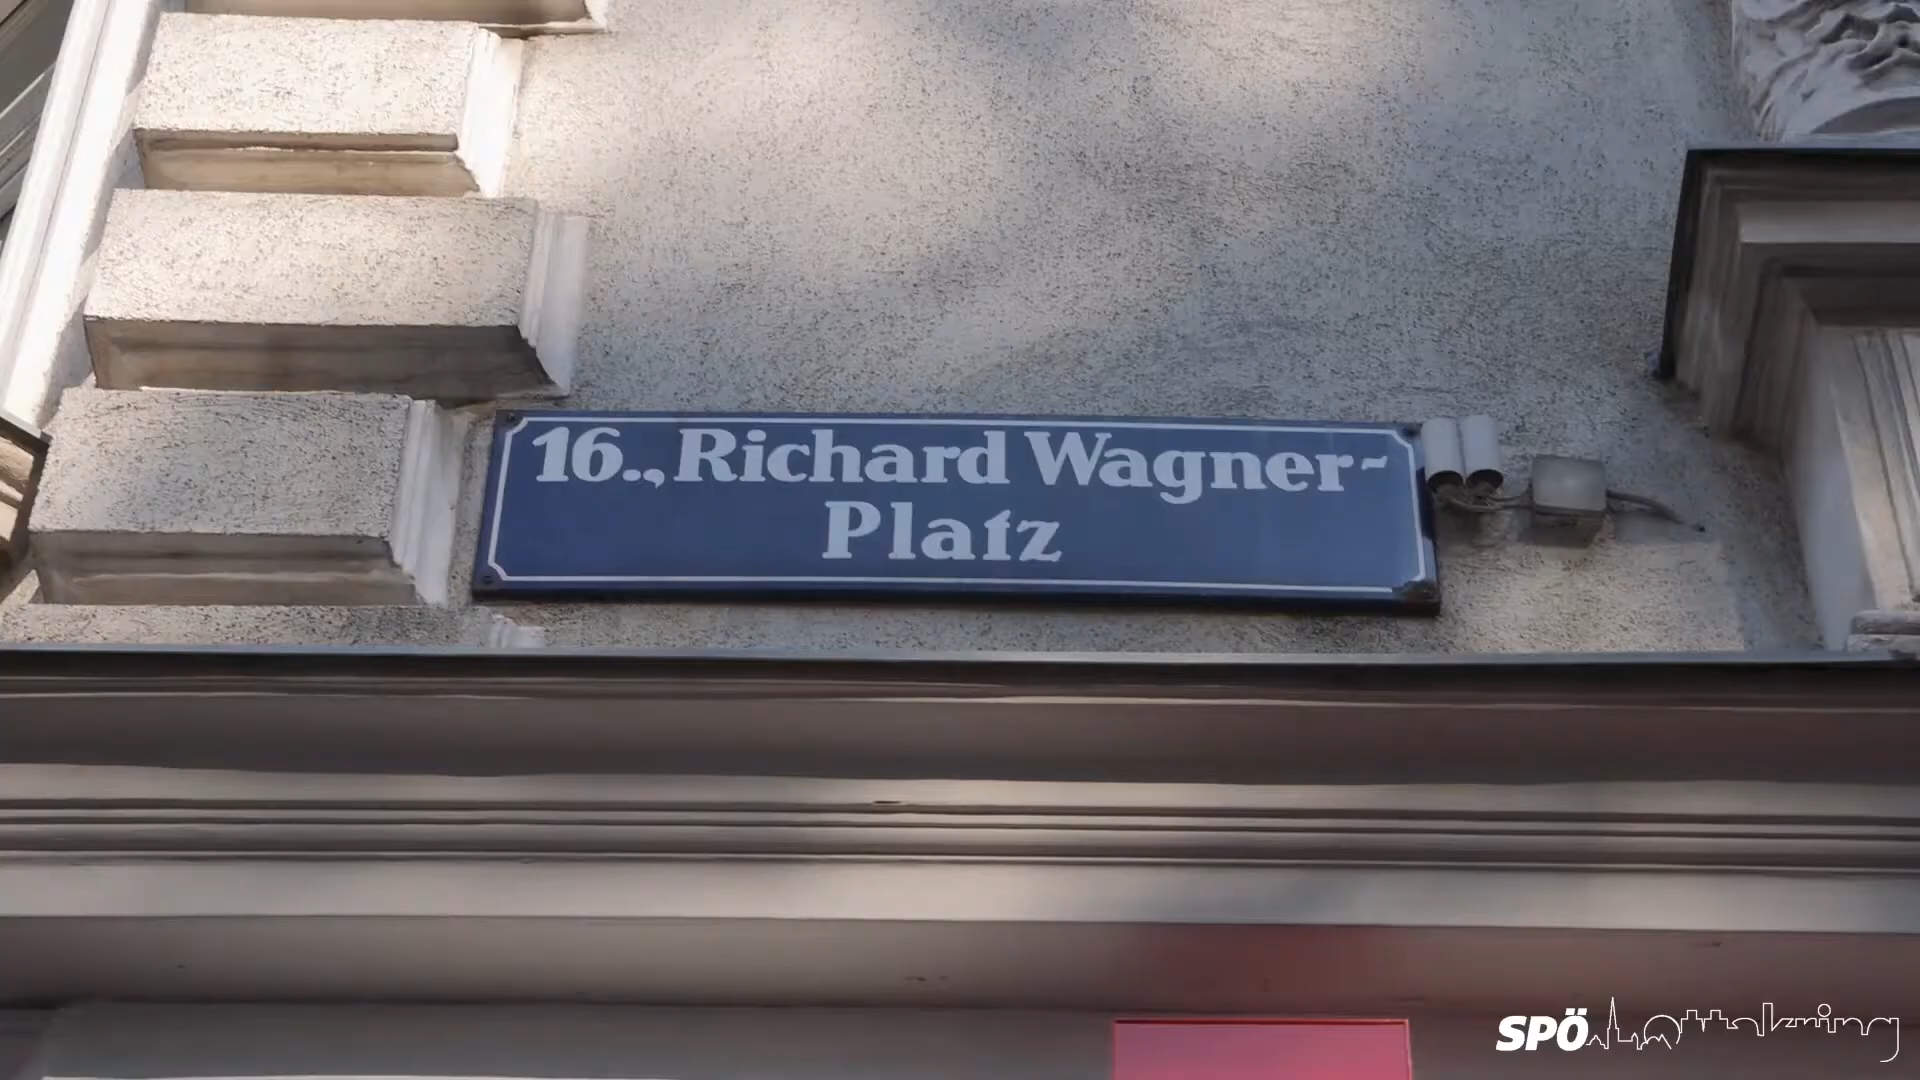 16., Richard Wagner-
Platz
SPÖ Ottakring